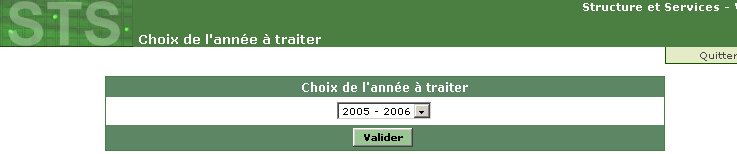 STS
Structure et Services -
Choix de l'année à traiter
Quitter
Choix de l'année à traiter
2005 - 2006
Valider